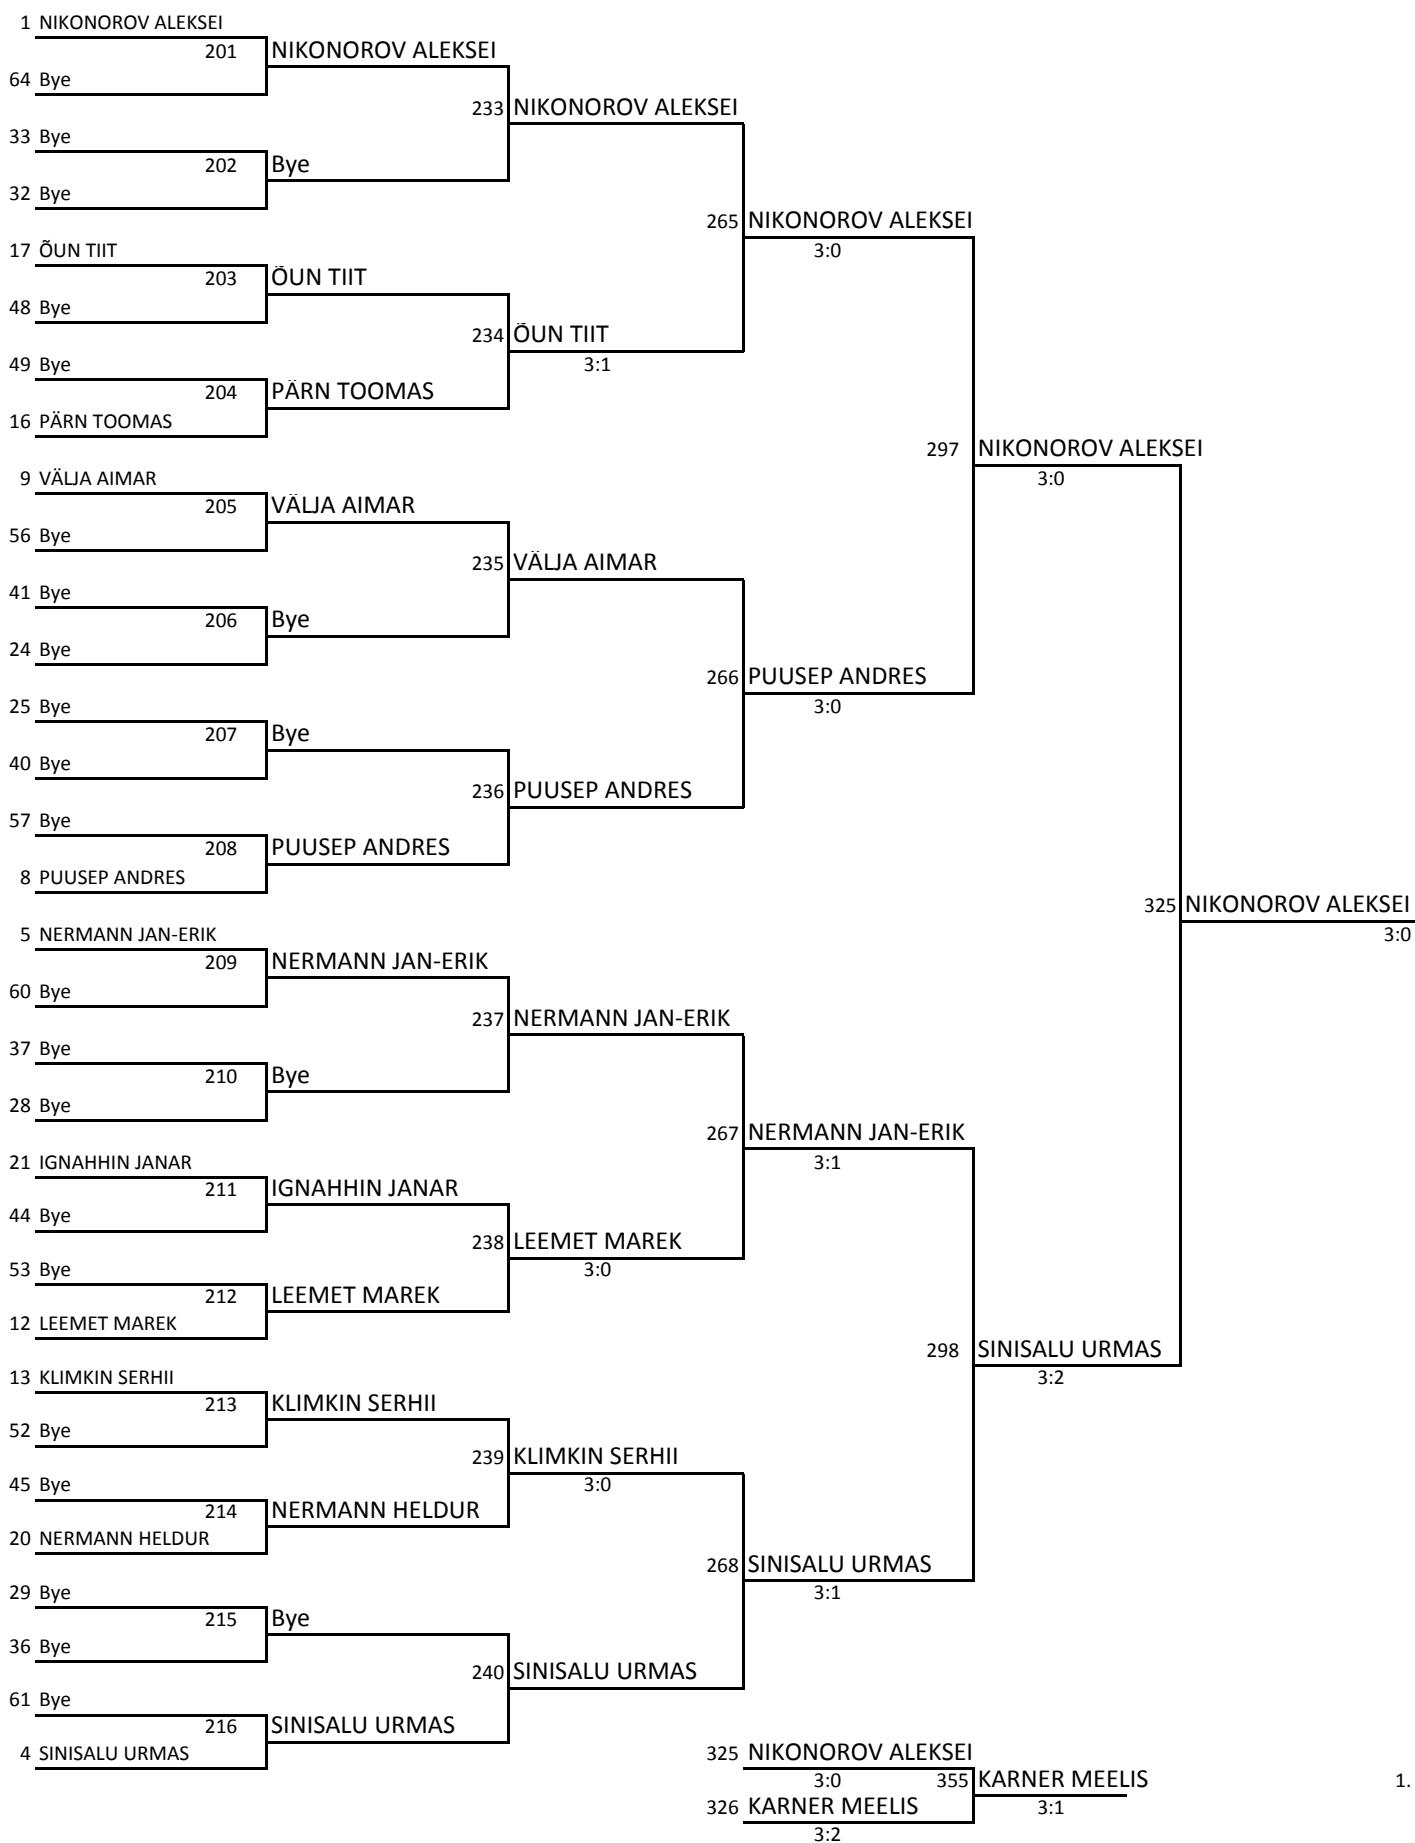 1 NIKONOROV ALEKSEI
201 NIKONOROV ALEKSEI
64 Bye
233 NIKONOROV ALEKSEI
33 Bye
202 Bye
32 Bye
265 NIKONOROV ALEKSEI
3:0
17 ÕUN TIIT
203 ÕUN TIIT
48 Bye
234 ÕUN TIIT
3:1
49 Bye
204 PÄRN TOOMAS
16 PÄRN TOOMAS
297 NIKONOROV ALEKSEI
3:0
9 VÄLJA AIMAR
205 VÄLJA AIMAR
56 Bye
235 VÄLJA AIMAR
41 Bye
206 Bye
24 Bye
266 PUUSEP ANDRES
3:0
25 Bye
207 Bye
40 Bye
236 PUUSEP ANDRES
57 Bye
208 PUUSEP ANDRES
8 PUUSEP ANDRES
325 NIKONOROV ALEKSEI
3:0
5 NERMANN JAN-ERIK
209 NERMANN JAN-ERIK
60 Bye
237 NERMANN JAN-ERIK
37 Bye
210 Bye
28 Bye
267 NERMANN JAN-ERIK
3:1
21 IGNAHHIN JANAR
211 IGNAHHIN JANAR
44 Bye
238 LEEMET MAREK
3:0
53 Bye
212 LEEMET MAREK
12 LEEMET MAREK
298 SINISALU URMAS
3:2
13 KLIMKIN SERHII
213 KLIMKIN SERHII
52 Bye
239 KLIMKIN SERHII
3:0
45 Bye
214 NERMANN HELDUR
20 NERMANN HELDUR
268 SINISALU URMAS
3:1
29 Bye
215 Bye
36 Bye
240 SINISALU URMAS
61 Bye
216 SINISALU URMAS
4 SINISALU URMAS
325 NIKONOROV ALEKSEI
3:0 355 KARNER MEELIS 1.
326 KARNER MEELIS 3:1
3:2